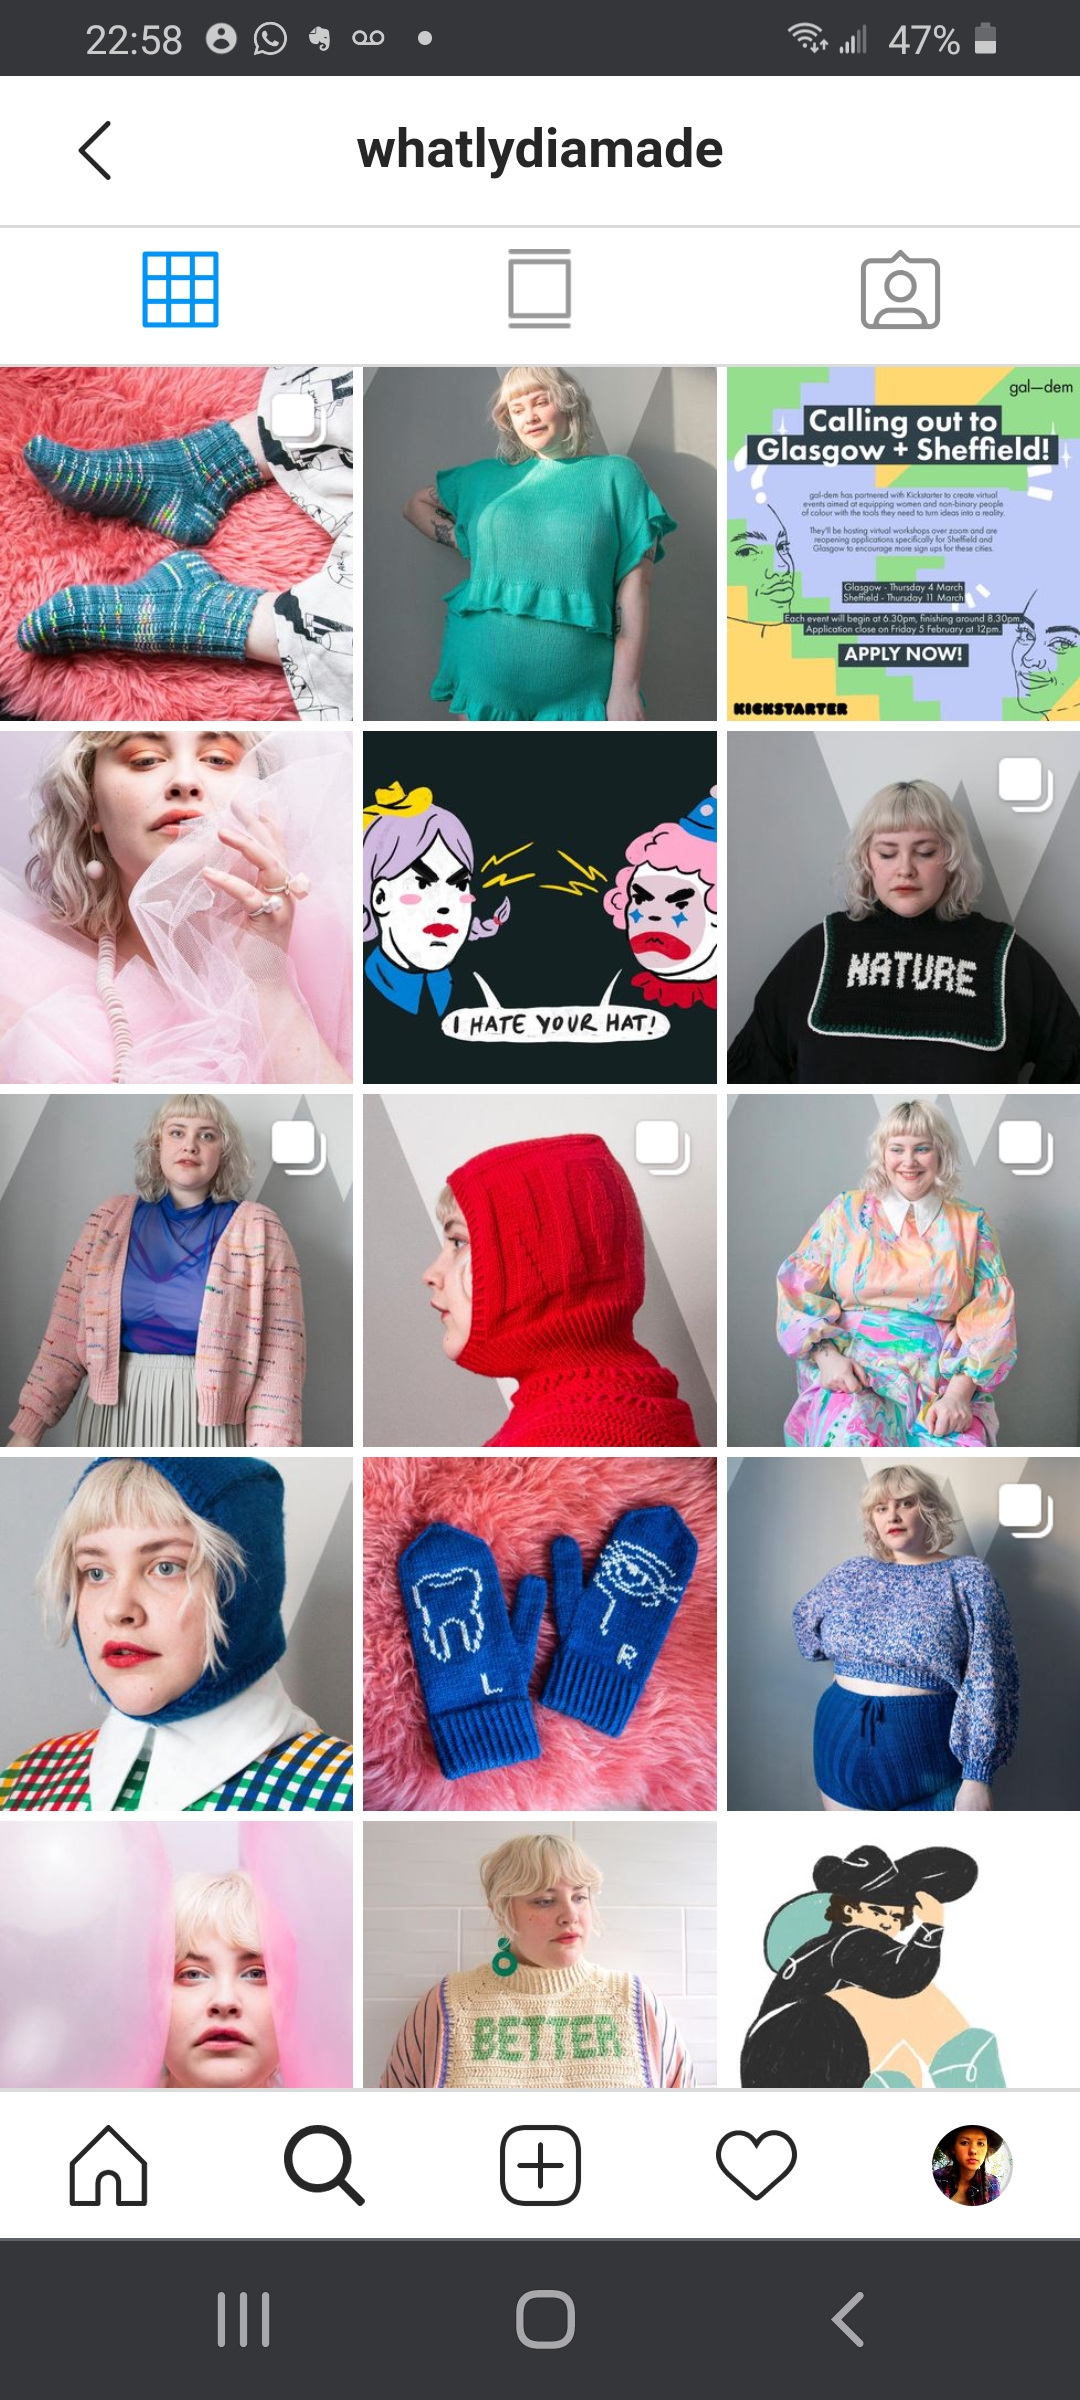 22:58
47%
whatlydiamade
gal—dem
Calling out to
Glasgow + Sheffield!
gal-dem has partnered with Kickstarter to create virtual
events aimed at equipping women and non-binary people
of colour with the tools they need to turn ideas into a reality.
They'll be hosting virtual workshops over zoom and are
reopening applications specifically for Sheffield and
Glasgow to encourage more sign ups for these cities.
Glasgow - Thursday 4 March
Sheffield - Thursday 11 March
Each event will begin at 6.30pm, finishing around 8.30pm.
Application close on Friday 5 February at 12pm.
APPLY NOW!
KICKSTARTER
I HATE YOUR HAT!
NATURE
L
R
BETTER